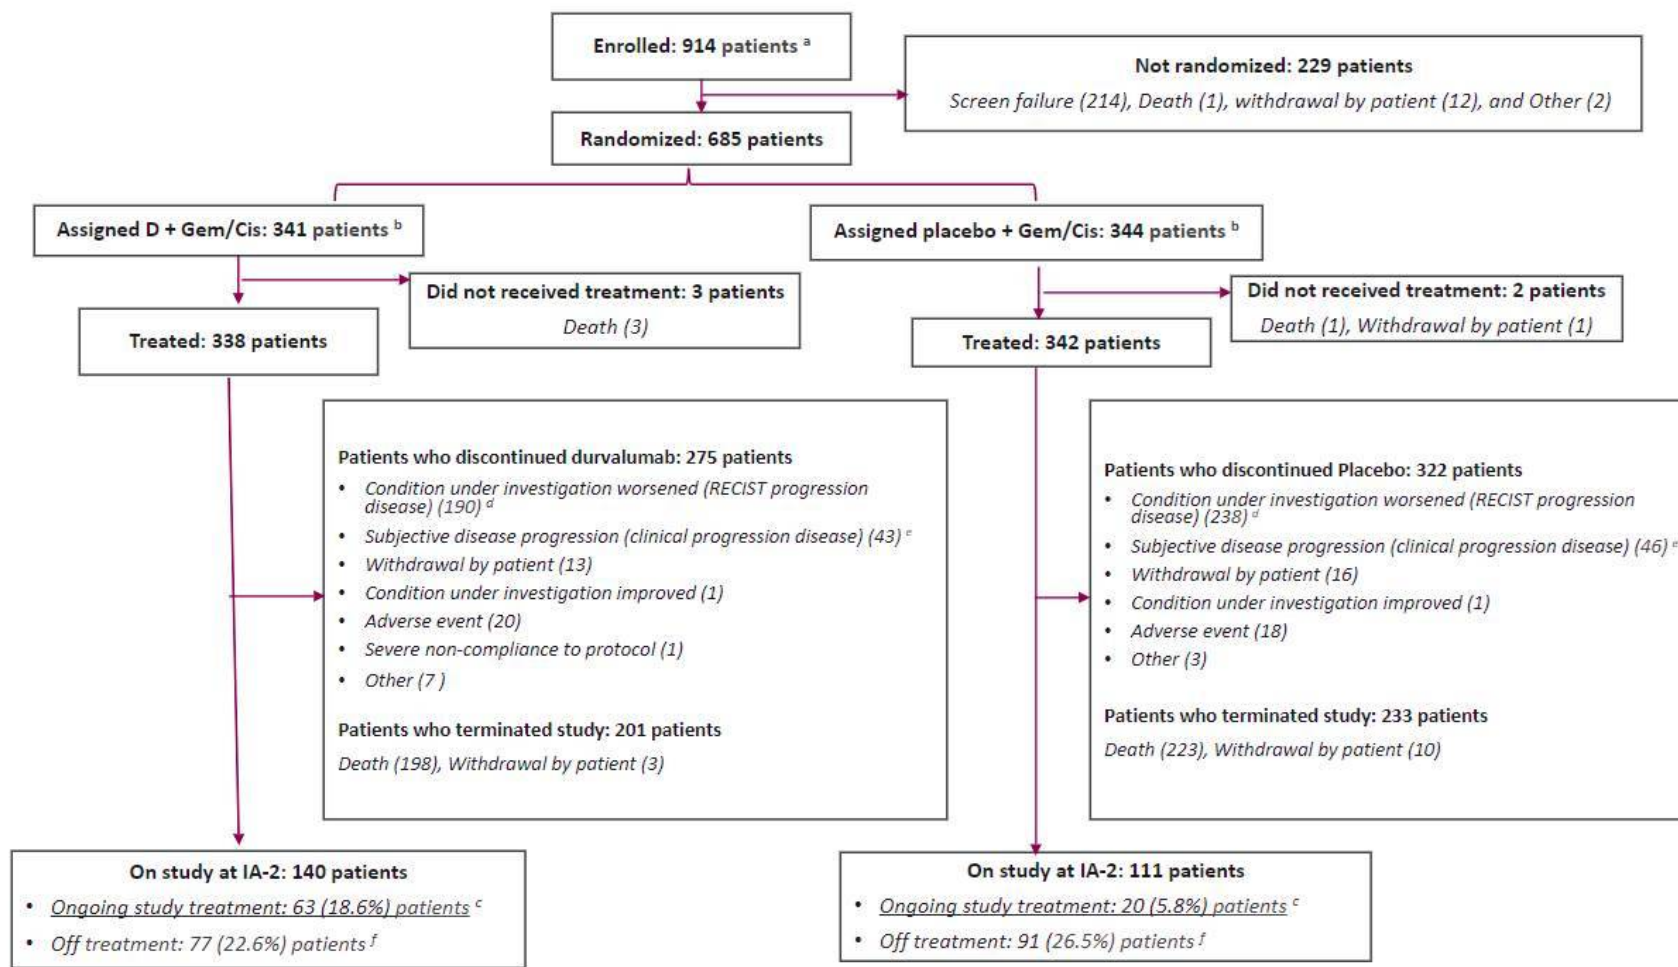 Enrolled: 914 patients ᵃ
Not randomized: 229 patients
Screen failure (214), Death (1), withdrawal by patient (12), and Other (2)
Randomized: 685 patients
Assigned D + Gem/Cis: 341 patients ᵇ
Assigned placebo + Gem/Cis: 344 patients ᵇ
Did not received treatment: 3 patients
Death (3)
Did not received treatment: 2 patients
Death (1), Withdrawal by patient (1)
Treated: 338 patients
Treated: 342 patients
Patients who discontinued durvalumab: 275 patients
• Condition under investigation worsened (RECIST progression
disease) (190) ᵈ
• Subjective disease progression (clinical progression disease) (43) ᵉ
• Withdrawal by patient (13)
• Condition under investigation improved (1)
• Adverse event (20)
• Severe non-compliance to protocol (1)
• Other (7 )
Patients who terminated study: 201 patients
Death (198), Withdrawal by patient (3)
Patients who discontinued Placebo: 322 patients
• Condition under investigation worsened (RECIST progression
disease) (238) ᵈ
• Subjective disease progression (clinical progression disease) (46) ᵉ
• Withdrawal by patient (16)
• Condition under investigation improved (1)
• Adverse event (18)
• Other (3)
Patients who terminated study: 233 patients
Death (223), Withdrawal by patient (10)
On study at IA-2: 140 patients
• Ongoing study treatment: 63 (18.6%) patients ᶜ
• Off treatment: 77 (22.6%) patients ᶠ
On study at IA-2: 111 patients
• Ongoing study treatment: 20 (5.8%) patients ᶜ
• Off treatment: 91 (26.5%) patients ᶠ